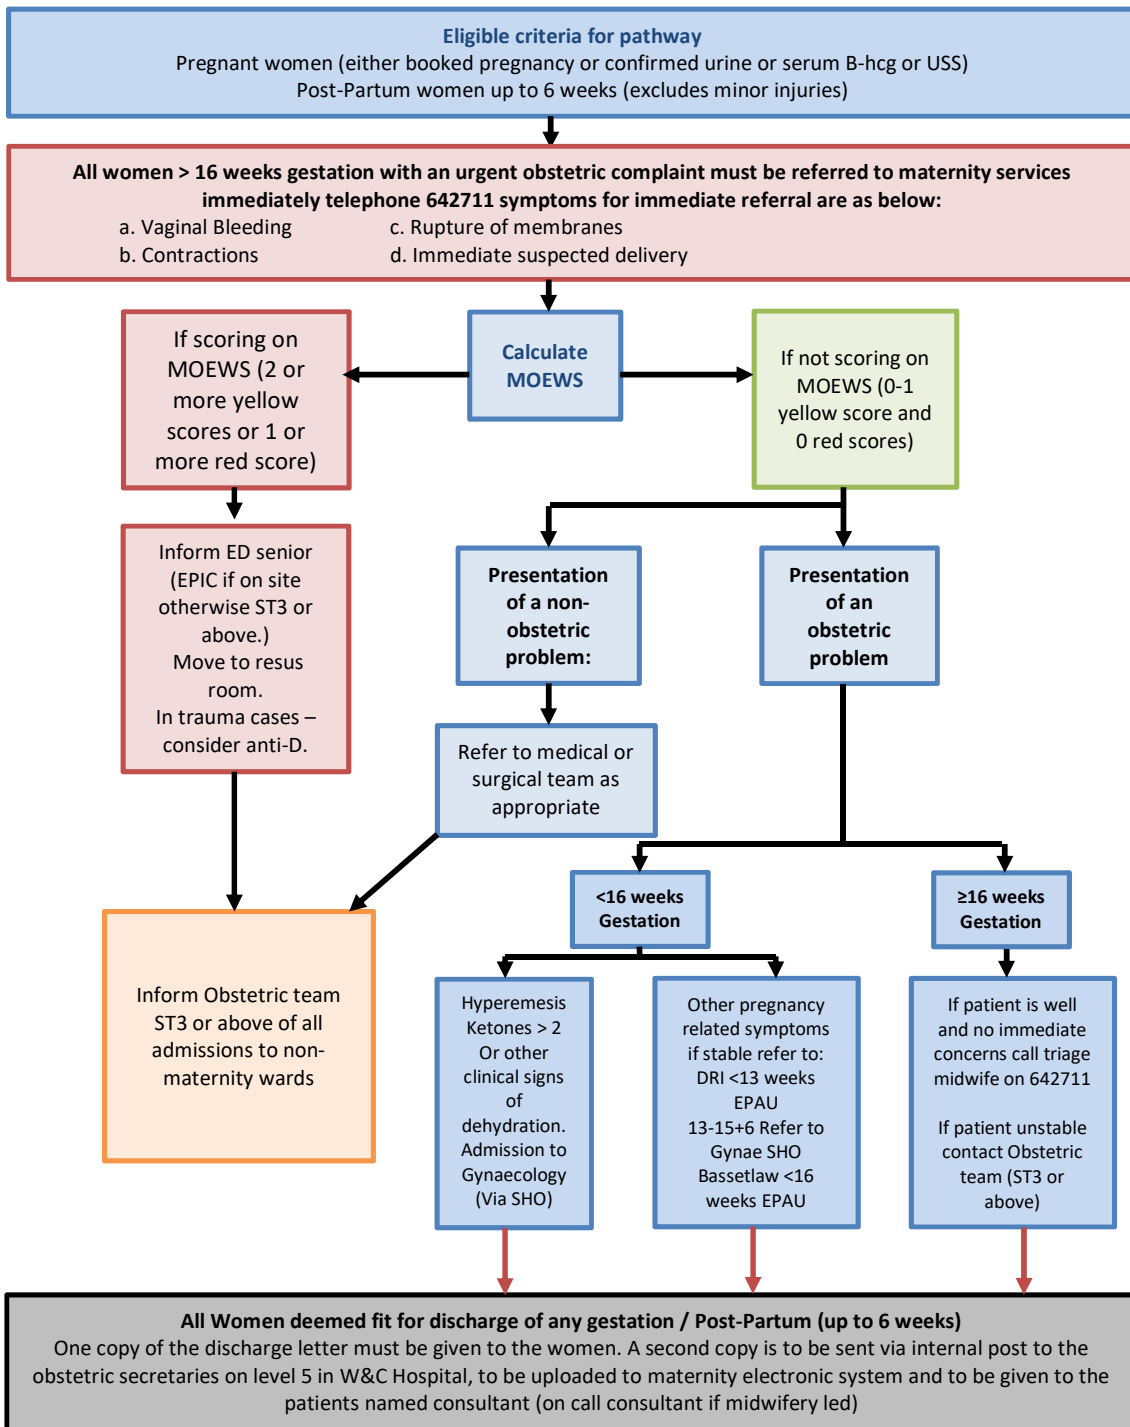 Eligible criteria for pathway
Pregnant women (either booked pregnancy or confirmed urine or serum B-hcg or USS)
Post-Partum women up to 6 weeks (excludes minor injuries)
All women > 16 weeks gestation with an urgent obstetric complaint must be referred to maternity services
immediately telephone 642711 symptoms for immediate referral are as below:
a. Vaginal Bleeding
c. Rupture of membranes
b. Contractions
d. Immediate suspected delivery
If scoring on
MOEWS (2 or
more yellow
scores or 1 or
more red score)
Calculate
MOEWS
If not scoring on
MOEWS (0-1
yellow score and
0 red scores)
Inform ED senior
(EPIC if on site
otherwise ST3 or
above.)
Move to resus
room.
In trauma cases –
consider anti-D.
Presentation
of a non-
obstetric
problem:
Presentation
of an
obstetric
problem
Refer to medical or
surgical team as
appropriate
<16 weeks
Gestation
≥16 weeks
Gestation
Inform Obstetric team
ST3 or above of all
admissions to non-
maternity wards
Hyperemesis
Ketones > 2
Or other
clinical signs
of
dehydration.
Admission to
Gynaecology
(Via SHO)
Other pregnancy
related symptoms
if stable refer to:
DRI <13 weeks
EPAU
13-15+6 Refer to
Gynae SHO
Bassetlaw <16
weeks EPAU
If patient is well
and no immediate
concerns call triage
midwife on 642711
If patient unstable
contact Obstetric
team (ST3 or
above)
All Women deemed fit for discharge of any gestation / Post-Partum (up to 6 weeks)
One copy of the discharge letter must be given to the women. A second copy is to be sent via internal post to the
obstetric secretaries on level 5 in W&C Hospital, to be uploaded to maternity electronic system and to be given to the
patients named consultant (on call consultant if midwifery led)